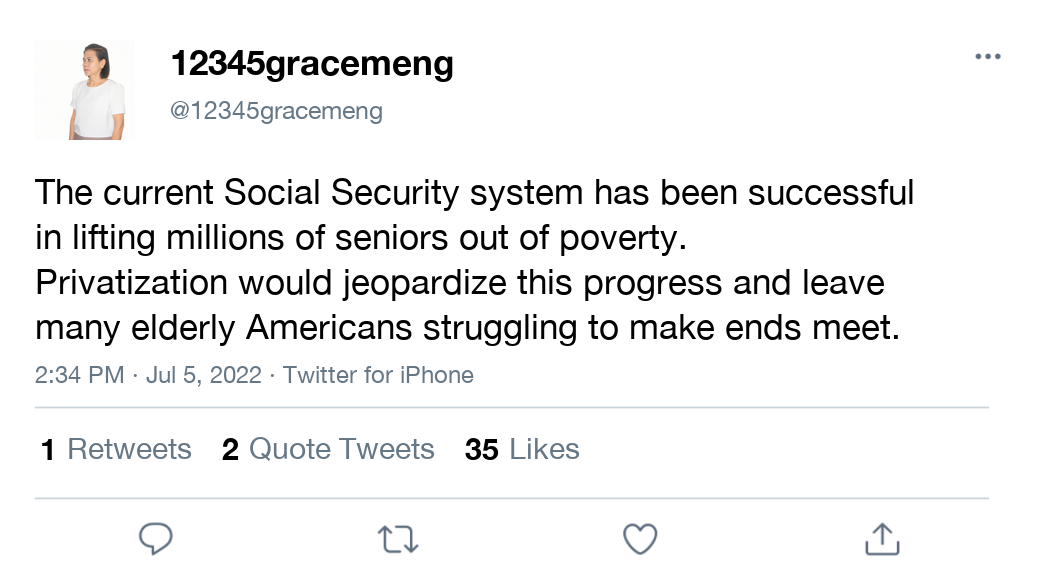 12345gracemeng
@12345gracemeng
The current Social Security system has been successful
in lifting millions of seniors out of poverty.
Privatization would jeopardize this progress and leave
many elderly Americans struggling to make ends meet.
2:34 PM · Jul 5, 2022 · Twitter for iPhone
1 Retweets 2 Quote Tweets 35 Likes